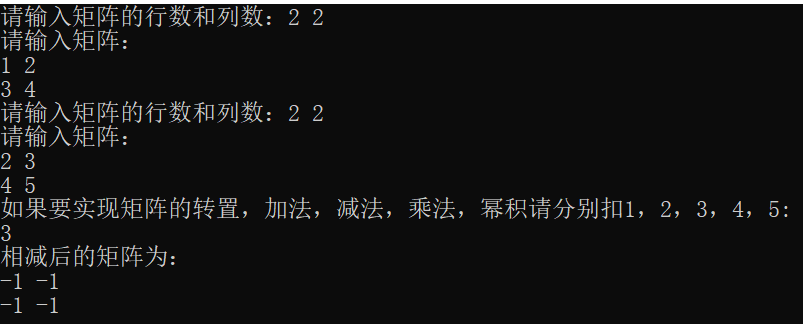 请输入矩阵的行数和列数：2 2
请输入矩阵：
1 2
3 4
请输入矩阵的行数和列数：2 2
请输入矩阵：
2 3
4 5
如果要实现矩阵的转置，加法，减法，乘法，幂积请分别扣1，2，3，4，5:
3
相减后的矩阵为：
-1 -1
-1 -1